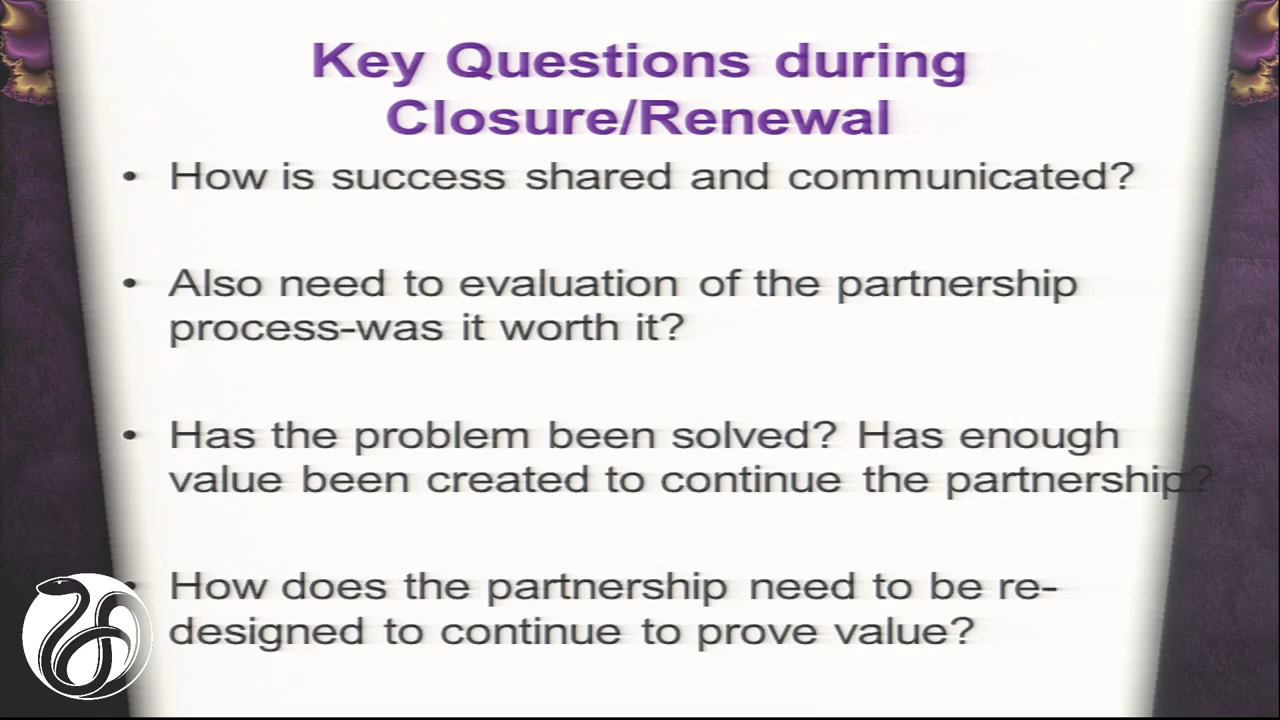 Key Questions during
Closure/Renewal
• How is success shared and communicated?
• Also need to evaluation of the partnership
process-was it worth it?
• Has the problem been solved? Has enough
value been created to continue the partnership?
• How does the partnership need to be re-
designed to continue to prove value?